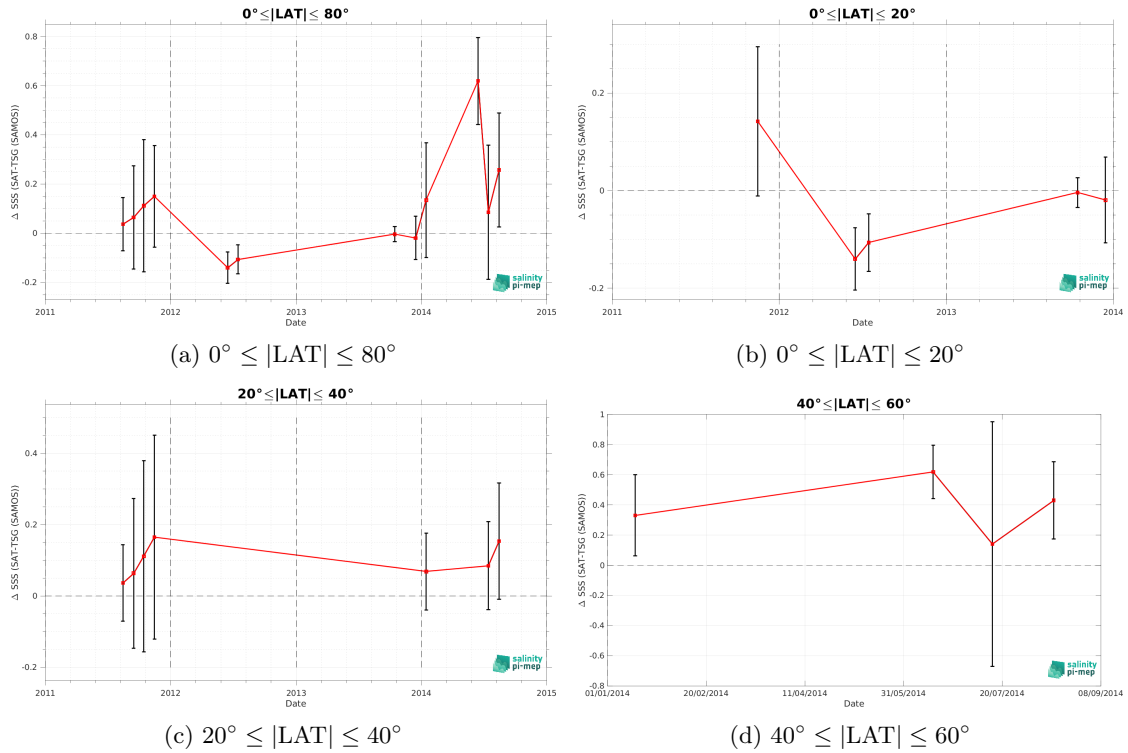 0°≤|LAT|≤ 80°
Δ SSS (SAT-TSG (SAMOS))
0.8
0.6
0.4
0.2
0
-0.2
2011
2012
2013
2014
2015
Date
salinity
pi-mep
(a) 0° ≤ |LAT| ≤ 80°
0°≤|LAT|≤ 20°
Δ SSS (SAT-TSG (SAMOS))
0.2
0
-0.2
2011
2012
2013
2014
Date
salinity
pi-mep
(b) 0° ≤ |LAT| ≤ 20°
20°≤|LAT|≤ 40°
Δ SSS (SAT-TSG (SAMOS))
0.4
0.2
0
-0.2
2011
2012
2013
2014
2015
Date
salinity
pi-mep
(c) 20° ≤ |LAT| ≤ 40°
40°≤|LAT|≤ 60°
Δ SSS (SAT-TSG (SAMOS))
1
0.8
0.6
0.4
0.2
0
-0.2
-0.4
-0.6
-0.8
01/01/2014
20/02/2014
11/04/2014
31/05/2014
20/07/2014
08/09/2014
Date
salinity
pi-mep
(d) 40° ≤ |LAT| ≤ 60°